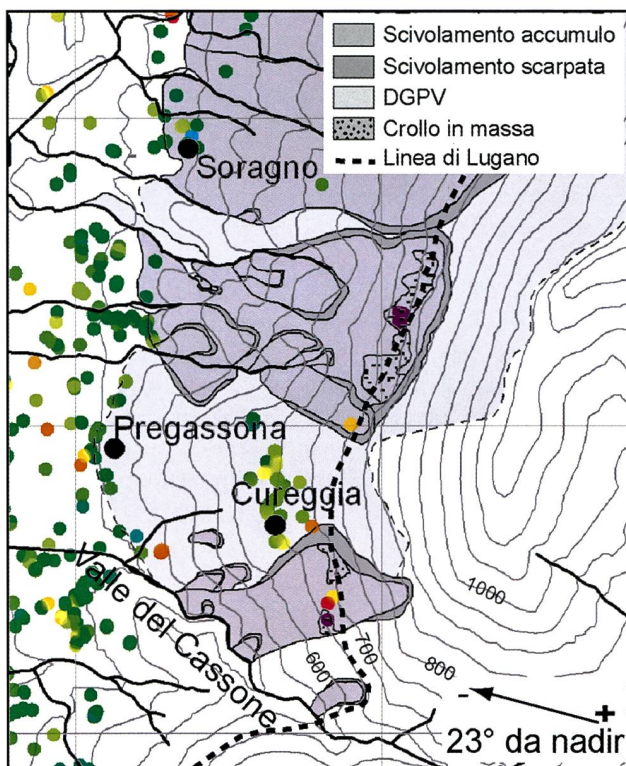 Scivolamento accumulo
Scivolamento scarpata
DGPV
Crollo in massa
Linea di Lugano
Soragno
Pregassona
Cureggia
Valle del Cassone
1000
600
700
800
- +
23° da nadir